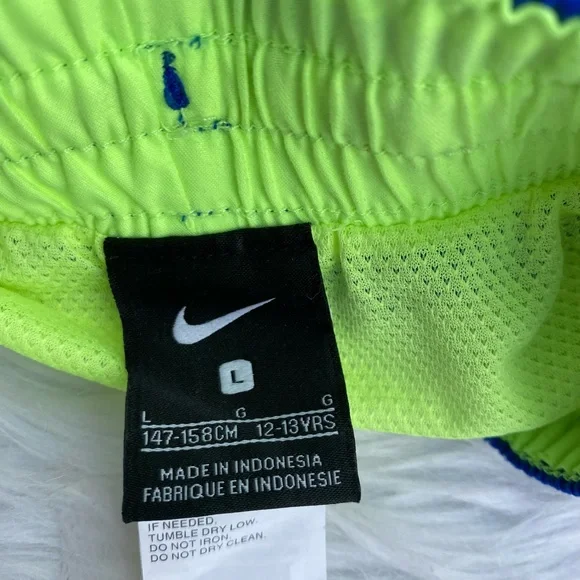 L
L G G
147-158CM 12-13YRS
MADE IN INDONESIA
FABRIQUE EN INDONESIE
IF NEEDED,
TUMBLE DRY LOW.
DO NOT IRON.
DO NOT DRY CLEAN.